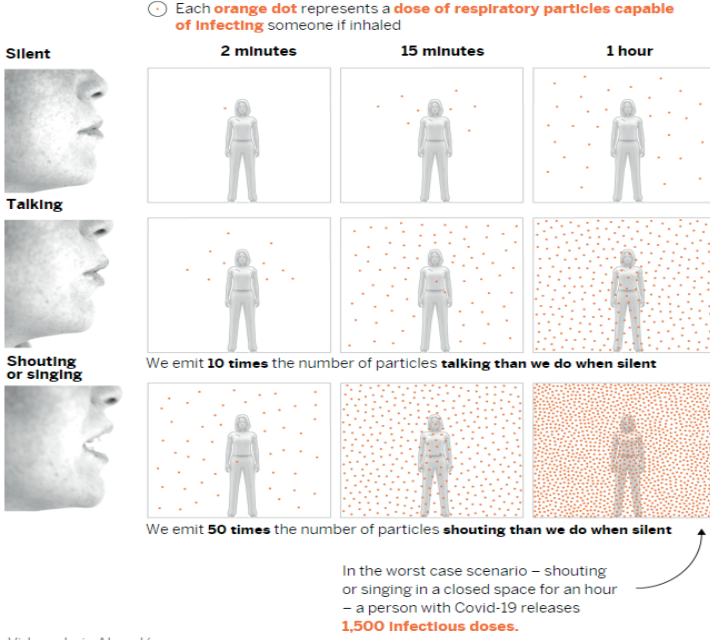 Each orange dot represents a dose of respiratory particles capable
of infecting someone if inhaled
2 minutes
15 minutes
1 hour
Silent
Talking
We emit 10 times the number of particles talking than we do when silent
Shouting
or singing
We emit 50 times the number of particles shouting than we do when silent
In the worst case scenario – shouting
or singing in a closed space for an hour
– a person with Covid-19 releases
1,500 infectious doses.